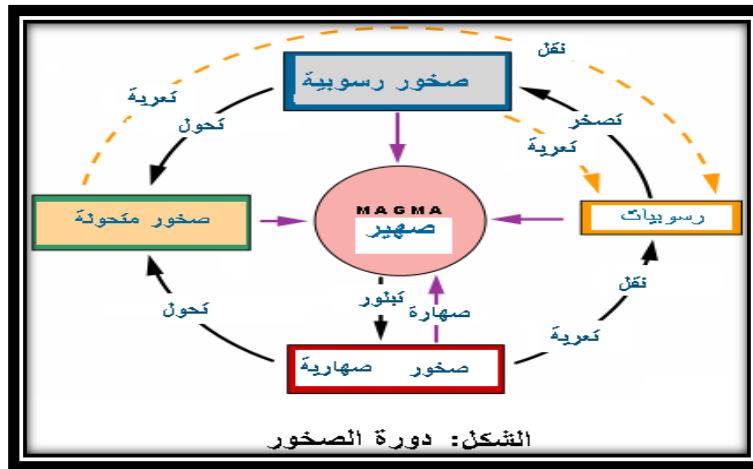 نقل
صخور رسوبية
تعرية
تحول
تصخر
تعرية
صخور متحولة
MAGMA
صهير
رسوبيات
تبلور
صهارة
نقل
تحول
تعرية
صخور صهارية
الشكل: دورة الصخور